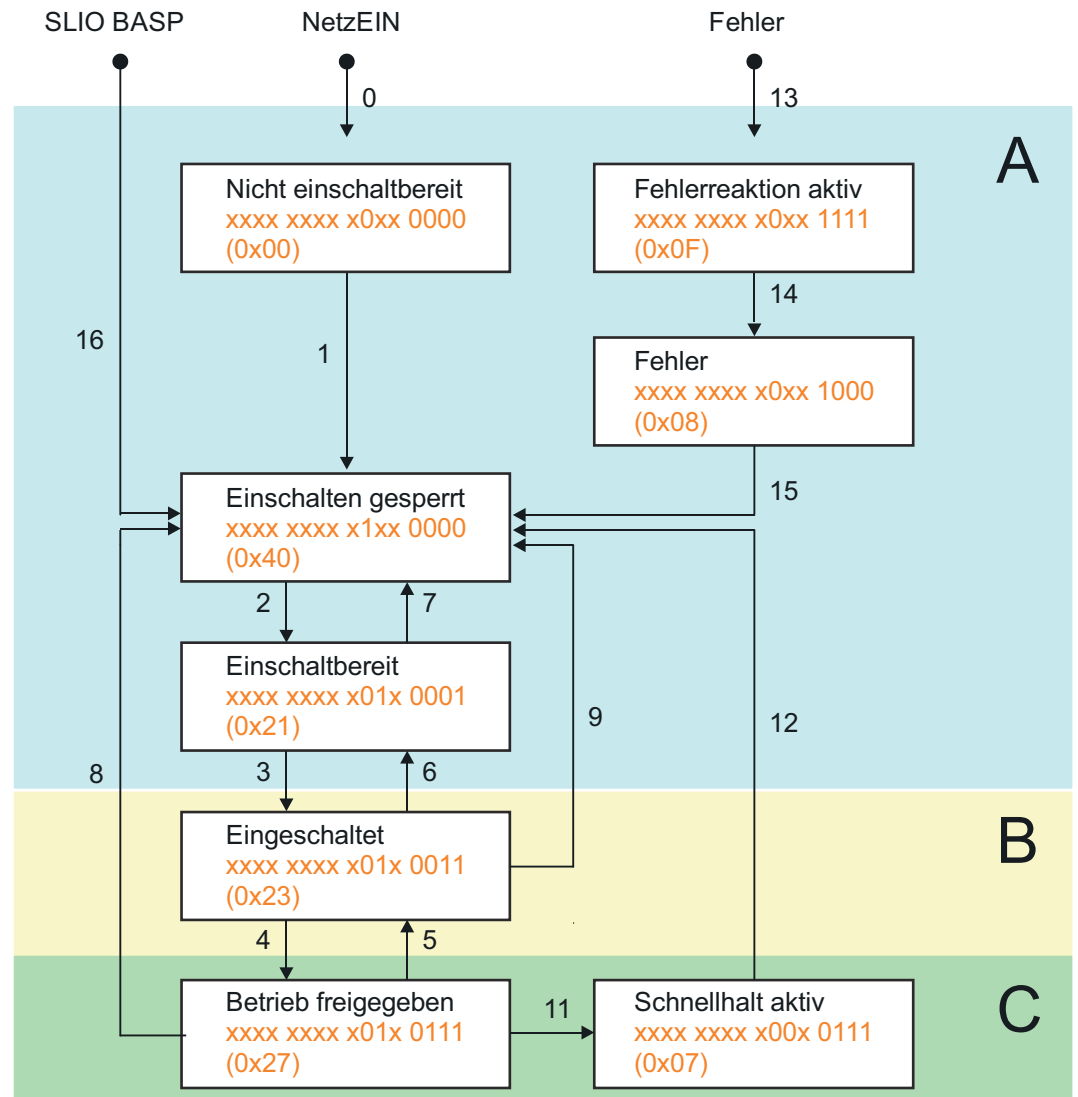 SLIO BASP
NetzEIN
Fehler
0
13
A
Nicht einschaltbereit
xxxx xxxx x0xx 0000
(0x00)
Fehlerreaktion aktiv
xxxx xxxx x0xx 1111
(0x0F)
14
16
1
Fehler
xxxx xxxx x0xx 1000
(0x08)
15
Einschalten gesperrt
xxxx xxxx x1xx 0000
(0x40)
2
7
Einschaltbereit
xxxx xxxx x01x 0001
(0x21)
9
12
8
3
6
B
Eingeschaltet
xxxx xxxx x01x 0011
(0x23)
4
5
C
Betrieb freigegeben
xxxx xxxx x01x 0111
(0x27)
11
Schnellhalt aktiv
xxxx xxxx x00x 0111
(0x07)